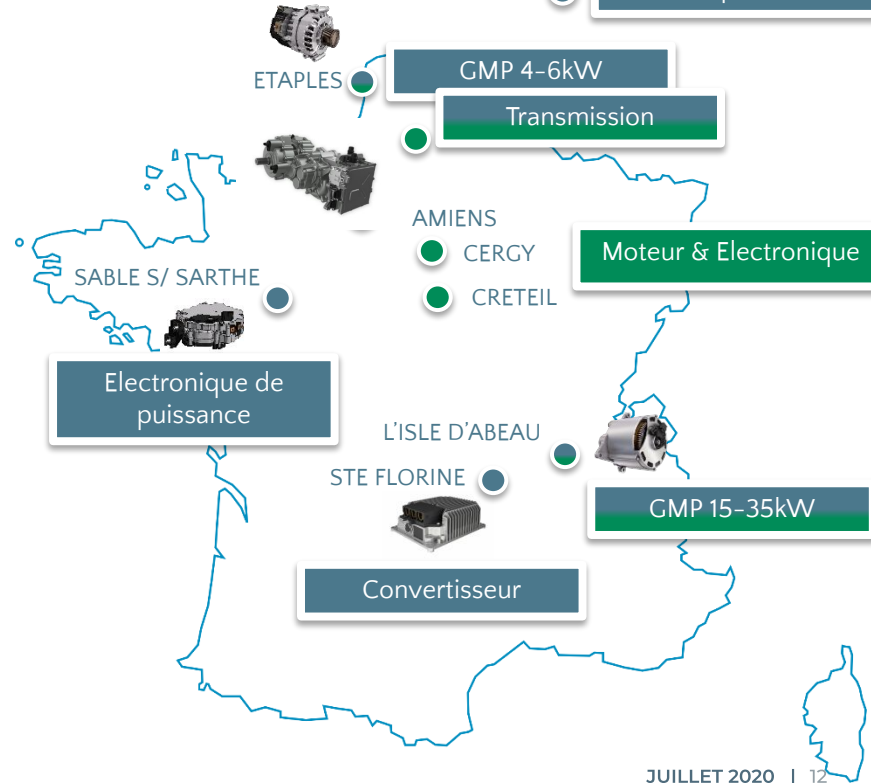 ETAPLES
GMP 4-6kW
Transmission
AMIENS
CERGY
Moteur & Electronique
SABLE S/ SARTHE
CRETEIL
Electronique de
puissance
L'ISLE D'ABEAU
STE FLORINE
GMP 15-35kW
Convertisseur
JUILLET 2020 | 12